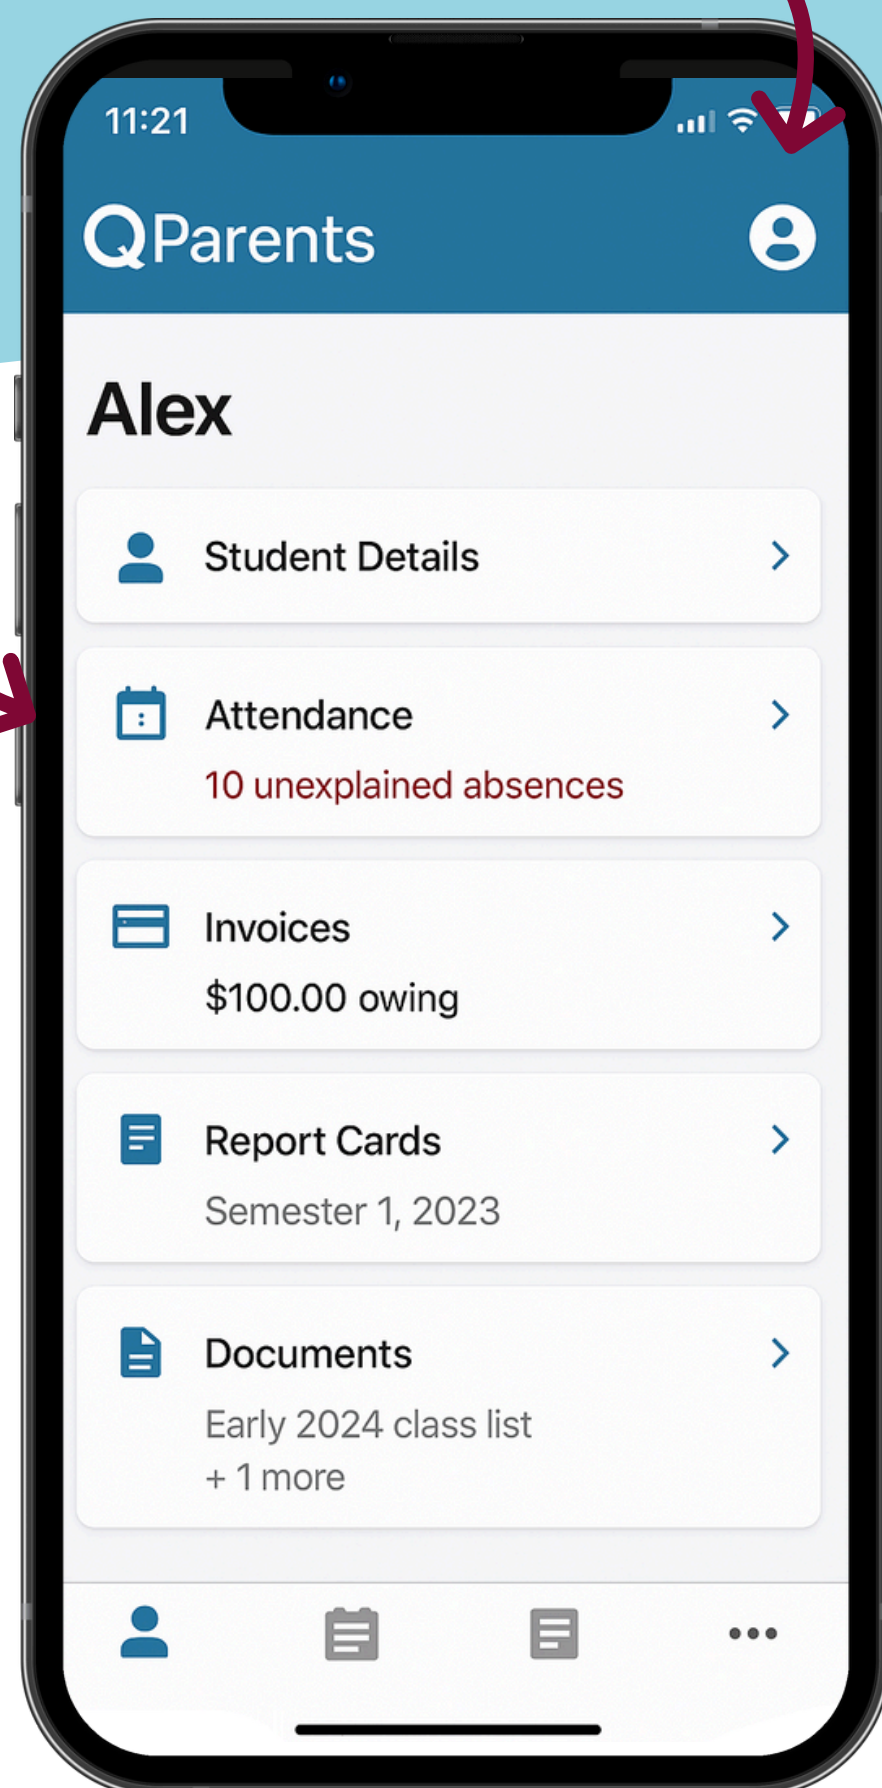 11:21
QParents
Alex
Student Details
Attendance
10 unexplained absences
Invoices
$100.00 owing
Report Cards
Semester 1, 2023
Documents
Early 2024 class list
+ 1 more